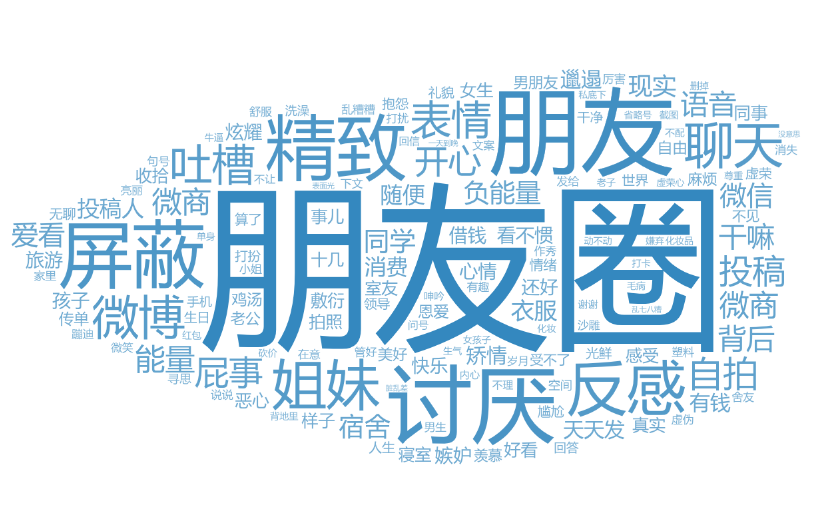 朋友圈
朋友
讨厌
屏蔽
精致
姐妹
反感
微博
聊天
表情
吐槽
开心
负能量
随便
语音
现实
邋遢
男朋友
厉害
删掉
私底下
女生
礼貌
抱怨
打扰
乱糟糟
洗澡
舒服
炫耀
牛逼
回信
一天到晚
文案
干净
省略号
截图
同事
没意思
不配
自由
消失
句号
收拾
不让
亮丽
表面光
下文
发给
老子
世界
虚荣心
麻烦
尊重
虚荣
无聊
投稿人
微商
微信
不见
爱看
单身
算了
事儿
同学
借钱
看不惯
作秀
动不动
嫌弃
化妆品
干嘛
旅游
打扮
小姐
十几
消费
心情
情绪
打卡
家里
室友
有趣
还好
毛病
投稿
孩子
手机
鸡汤
敷衍
领导
呻吟
恩爱
衣服
谢谢
乱七八糟
微商
传单
生日
老公
拍照
问号
化妆
沙雕
背后
红包
女孩子
微笑
能量
砍价
在意
管好
美好
生气
矫情
岁月
受不了
光鲜
感受
塑料
寻思
屁事
快乐
内心
不理
空间
自拍
说说
恶心
尴尬
有钱
舍友
背地里
样子
宿舍
男生
天天发
真实
虚伪
人生
寝室
嫉妒
羡慕
好看
回答